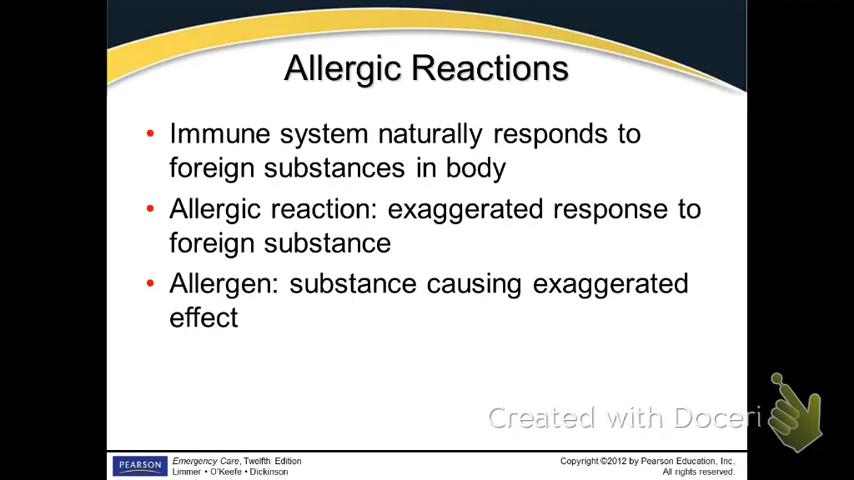 Allergic Reactions
• Immune system naturally responds to
foreign substances in body
• Allergic reaction: exaggerated response to
foreign substance
• Allergen: substance causing exaggerated
effect
Created with Doceri
PEARSON
Emergency Care, Twelfth Edition
Limmer • O'Keefe • Dickinson
Copyright ©2012 by Pearson Education, Inc.
All rights reserved.